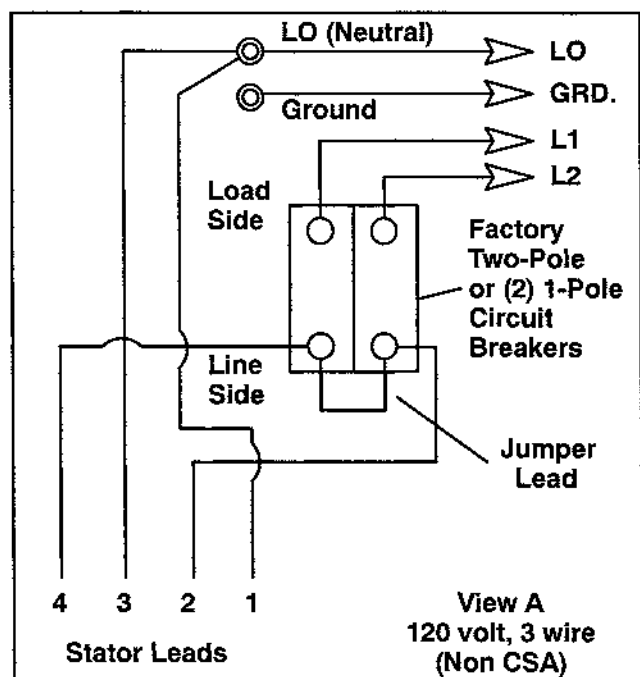 LO (Neutral)
LO
GRD.
Ground
L1
L2
Load
Side
Factory
Two-Pole
or (2) 1-Pole
Circuit
Breakers
Line
Side
Jumper
Lead
4 3 2 1
Stator Leads
View A
120 volt, 3 wire
(Non CSA)